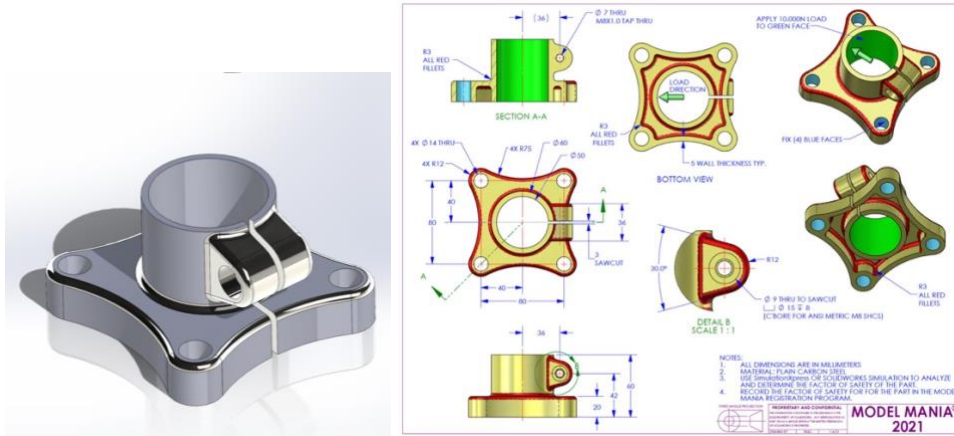 (36)
Ø 7 THRU
M8X1.0 TAP THRU
R3
ALL RED
FILLETS
SECTION A-A
LOAD
DIRECTION
R3
ALL RED
FILLETS
5 WALL THICKNESS TYP.
BOTTOM VIEW
APPLY 10,000N LOAD
TO GREEN FACE
FIX (4) BLUE FACES
4X Ø 14 THRU
4X R75
Ø60
4X R12
Ø50
A
40
80
36
3
SAWCUT
A
40
80
30.0°
R12
Ø 9 THRU TO SAWCUT
⌴ Ø 15 ↧ 8
(C'BORE FOR ANSI METRIC M8 SHCS)
DETAIL B
SCALE 1 : 1
R3
ALL RED
FILLETS
36
20
42
60
NOTES:
1. ALL DIMENSIONS ARE IN MILLIMETERS
2. MATERIAL: PLAIN CARBON STEEL
3. USE SimulationXpress OR SOLIDWORKS SIMULATION TO ANALYZE
AND DETERMINE THE FACTOR OF SAFETY OF THE PART.
4. RECORD THE FACTOR OF SAFETY FOR FOR THE PART IN THE MODEL
MANIA REGISTRATION PROGRAM.
PROPRIETARY AND CONFIDENTIAL
MODEL MANIA
2021